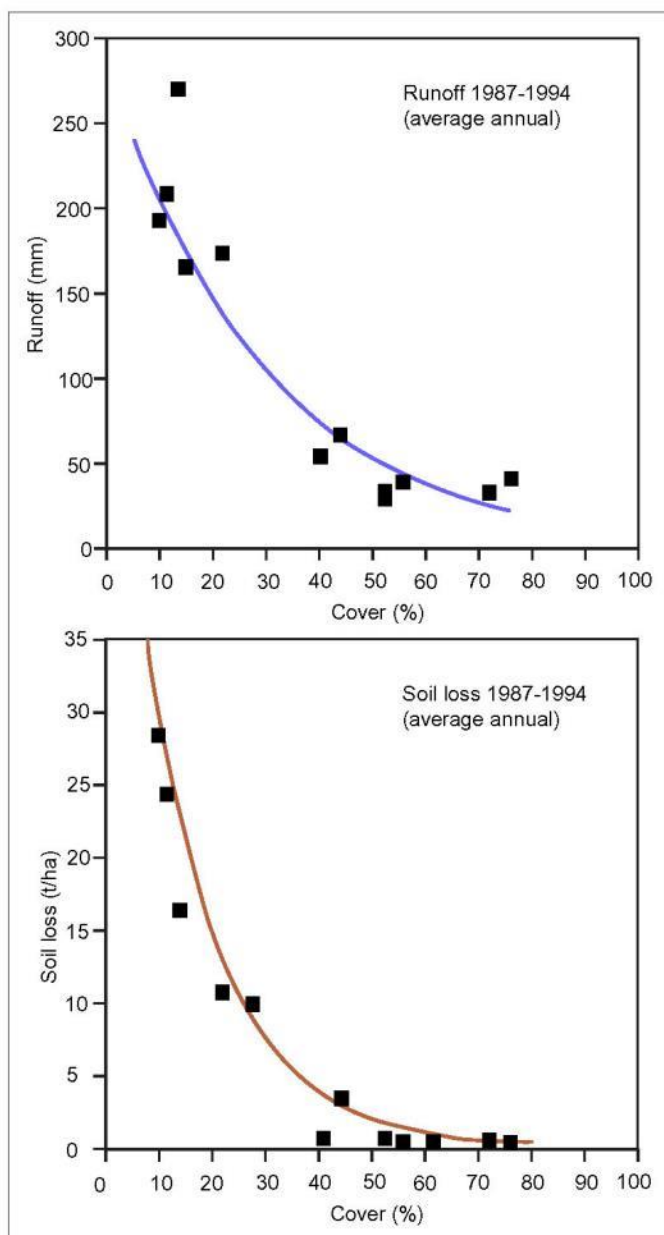 300
250
200
150
100
50
0
Runoff (mm)
Runoff 1987-1994
(average annual)
0 10 20 30 40 50 60 70 80 90 100
Cover (%)
35
30
25
20
15
10
5
0
Soil loss (t/ha)
Soil loss 1987-1994
(average annual)
0 10 20 30 40 50 60 70 80 90 100
Cover (%)